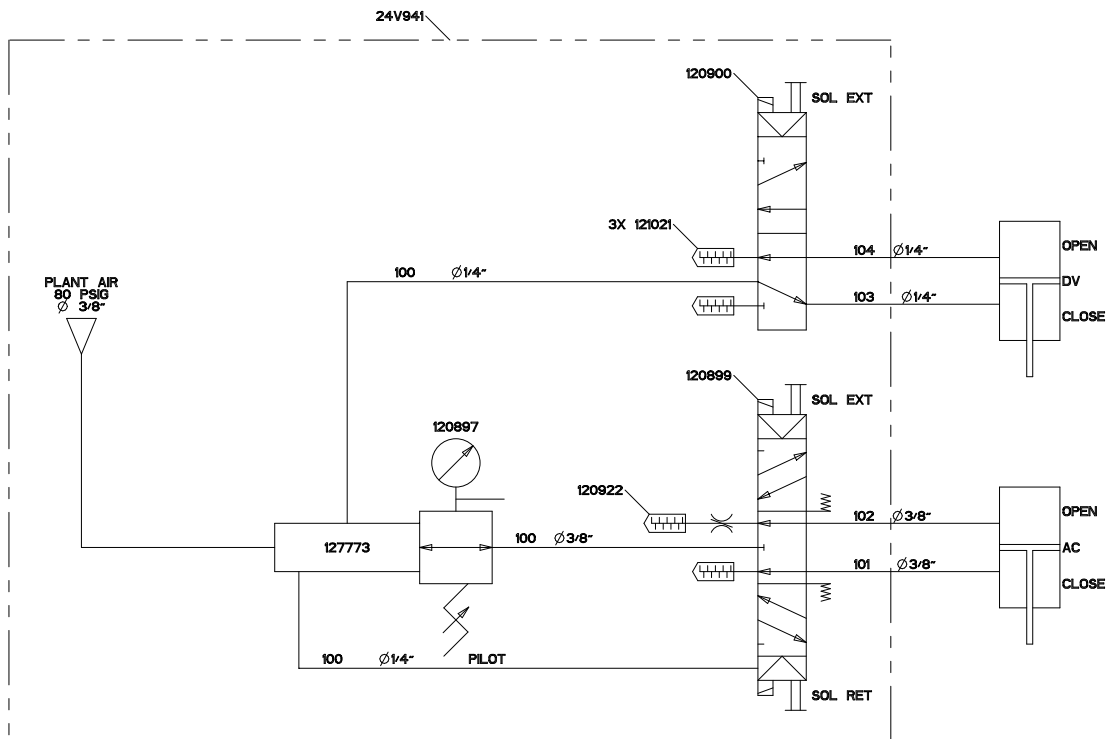 24V941
120900
SOL EXT
3X 121021
104 Ø1/4"
OPEN
PLANT AIR
80 PSIG
Ø 3/8"
100 Ø1/4"
DV
103 Ø1/4"
CLOSE
120899
SOL EXT
120897
120922
102 Ø3/8"
OPEN
127773
100 Ø3/8"
AC
101 Ø3/8"
CLOSE
100 Ø1/4" PILOT
SOL RET